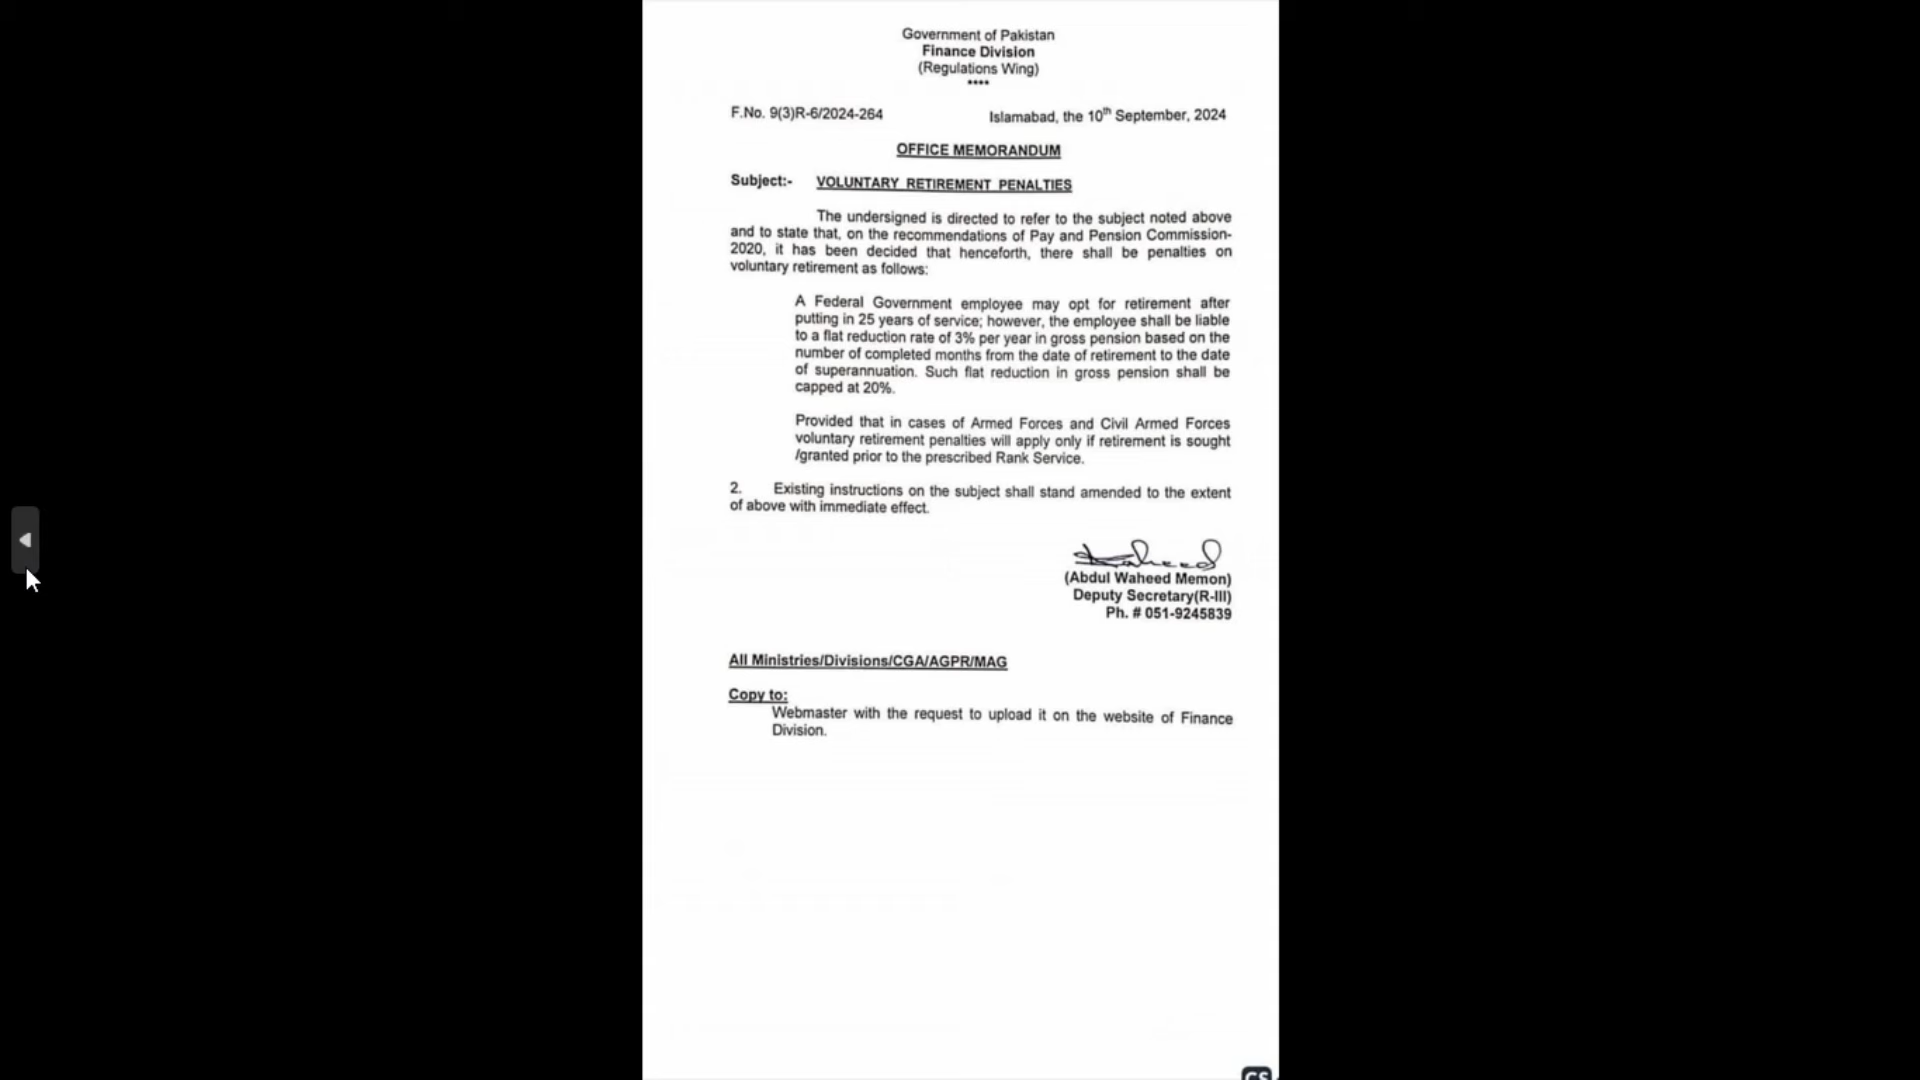 Government of Pakistan
Finance Division
(Regulations Wing)
****
F.No. 9(3)R-6/2024-264 Islamabad, the 10th September, 2024
OFFICE MEMORANDUM
Subject:- VOLUNTARY RETIREMENT PENALTIES
The undersigned is directed to refer to the subject noted above
and to state that, on the recommendations of Pay and Pension Commission-
2020, it has been decided that henceforth, there shall be penalties on
voluntary retirement as follows:
A Federal Government employee may opt for retirement after
putting in 25 years of service; however, the employee shall be liable
to a flat reduction rate of 3% per year in gross pension based on the
number of completed months from the date of retirement to the date
of superannuation. Such flat reduction in gross pension shall be
capped at 20%.
Provided that in cases of Armed Forces and Civil Armed Forces
voluntary retirement penalties will apply only if retirement is sought
/granted prior to the prescribed Rank Service.
2. Existing instructions on the subject shall stand amended to the extent
of above with immediate effect.
Waheed
(Abdul Waheed Memon)
Deputy Secretary(R-III)
Ph. # 051-9245839
All Ministries/Divisions/CGA/AGPR/MAG
Copy to:
Webmaster with the request to upload it on the website of Finance
Division.
CS